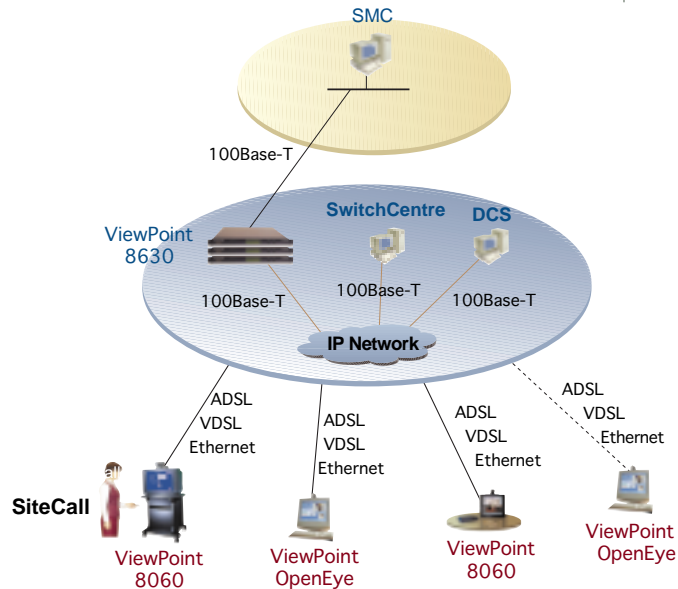 SMC
100Base-T
SwitchCentre
DCS
ViewPoint
8630
100Base-T
100Base-T
100Base-T
IP Network
ADSL
VDSL
Ethernet
ADSL
VDSL
Ethernet
ADSL
VDSL
Ethernet
ADSL
VDSL
Ethernet
SiteCall
ViewPoint
8060
ViewPoint
OpenEye
ViewPoint
8060
ViewPoint
OpenEye